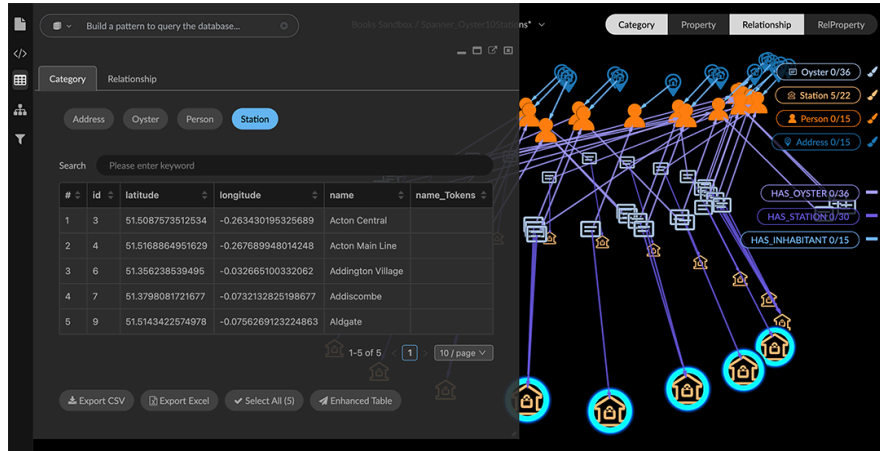 Build a pattern to query the database...
Books Sandbox / Spanner_Oyster10Stations*
Category Property Relationship RelProperty
Category Relationship
Address Oyster Person Station
Search Please enter keyword
# id latitude longitude name name_Tokens
1 3 51.5087573512534 -0.263430195325689 Acton Central
2 4 51.5168864951629 -0.267689948014248 Acton Main Line
3 6 51.356238539495 -0.032665100332062 Addington Village
4 7 51.3798081721677 -0.0732132825198677 Addiscombe
5 9 51.5143422574978 -0.0756269123224863 Aldgate
1-5 of 5 < 1 > 10 / page
Export CSV Export Excel Select All (5) Enhanced Table
Oyster 0/36
Station 5/22
Person 0/15
Address 0/15
HAS_OYSTER 0/36
HAS_STATION 0/30
HAS_INHABITANT 0/15